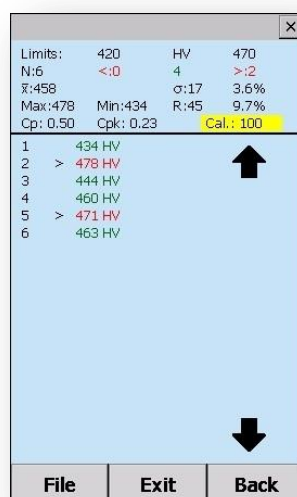 ×
Limits: 420 HV 470
N:6 <:0 4 >:2
x̄:458 σ:17 3.6%
Max:478 Min:434 R:45 9.7%
Cp: 0.50 Cpk: 0.23 Cal.: 100
1 434 HV
2 > 478 HV
3 444 HV
4 460 HV
5 > 471 HV
6 463 HV
File Exit Back